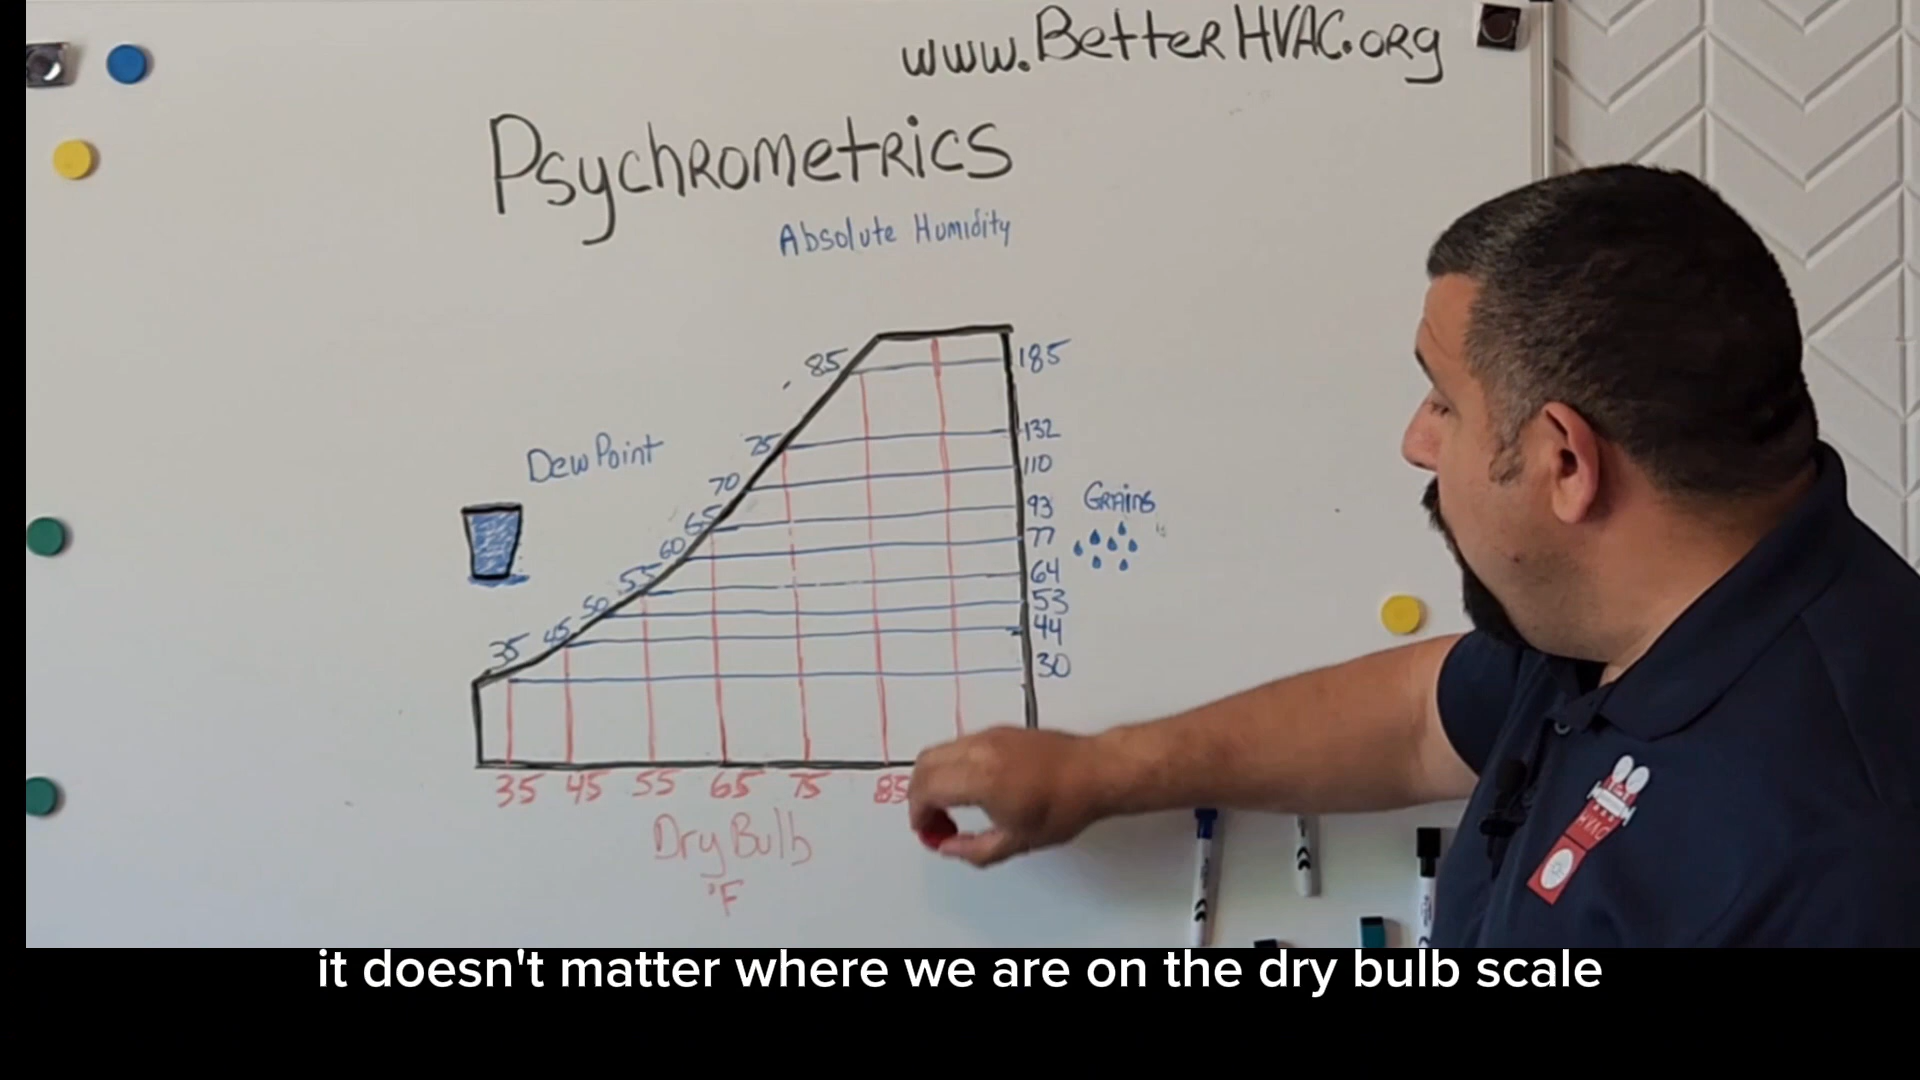 www.BetterHVAC.org
Psychrometrics
Absolute Humidity
85
185
75
132
Dew Point
70
110
65
93
Grains
60
77
55
64
50
53
45
44
35
30
35 45 55 65 75 85
Dry Bulb
°F
HVAC
it doesn't matter where we are on the dry bulb scale